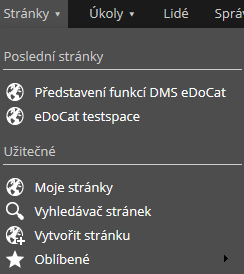 Stránky Úkoly Lidé
Poslední stránky
Představení funkcí DMS eDoCat
eDoCat testspace
Užitečné
Moje stránky
Vyhledávač stránek
Vytvořit stránku
Oblíbené